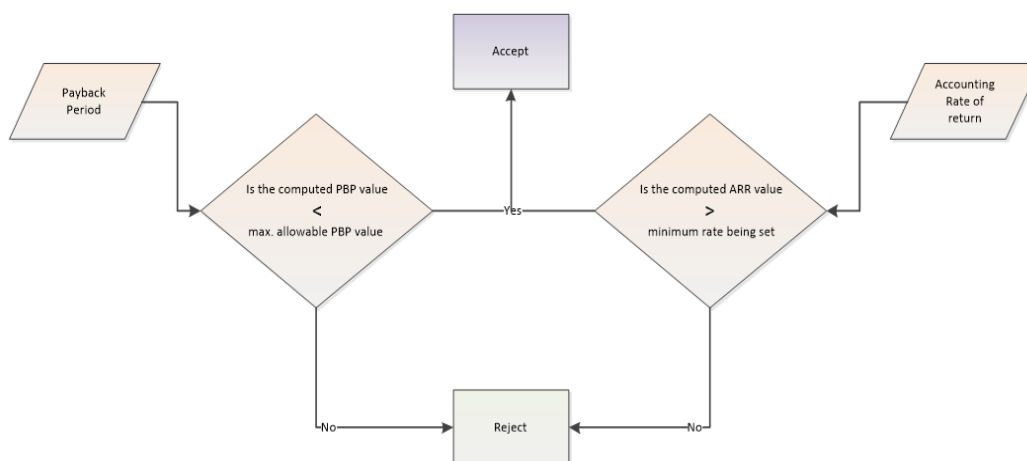 Accept
Payback
Period
Accounting
Rate of
return
Is the computed PBP value
<
max. allowable PBP value
Yes
Is the computed ARR value
>
minimum rate being set
No
Reject
No